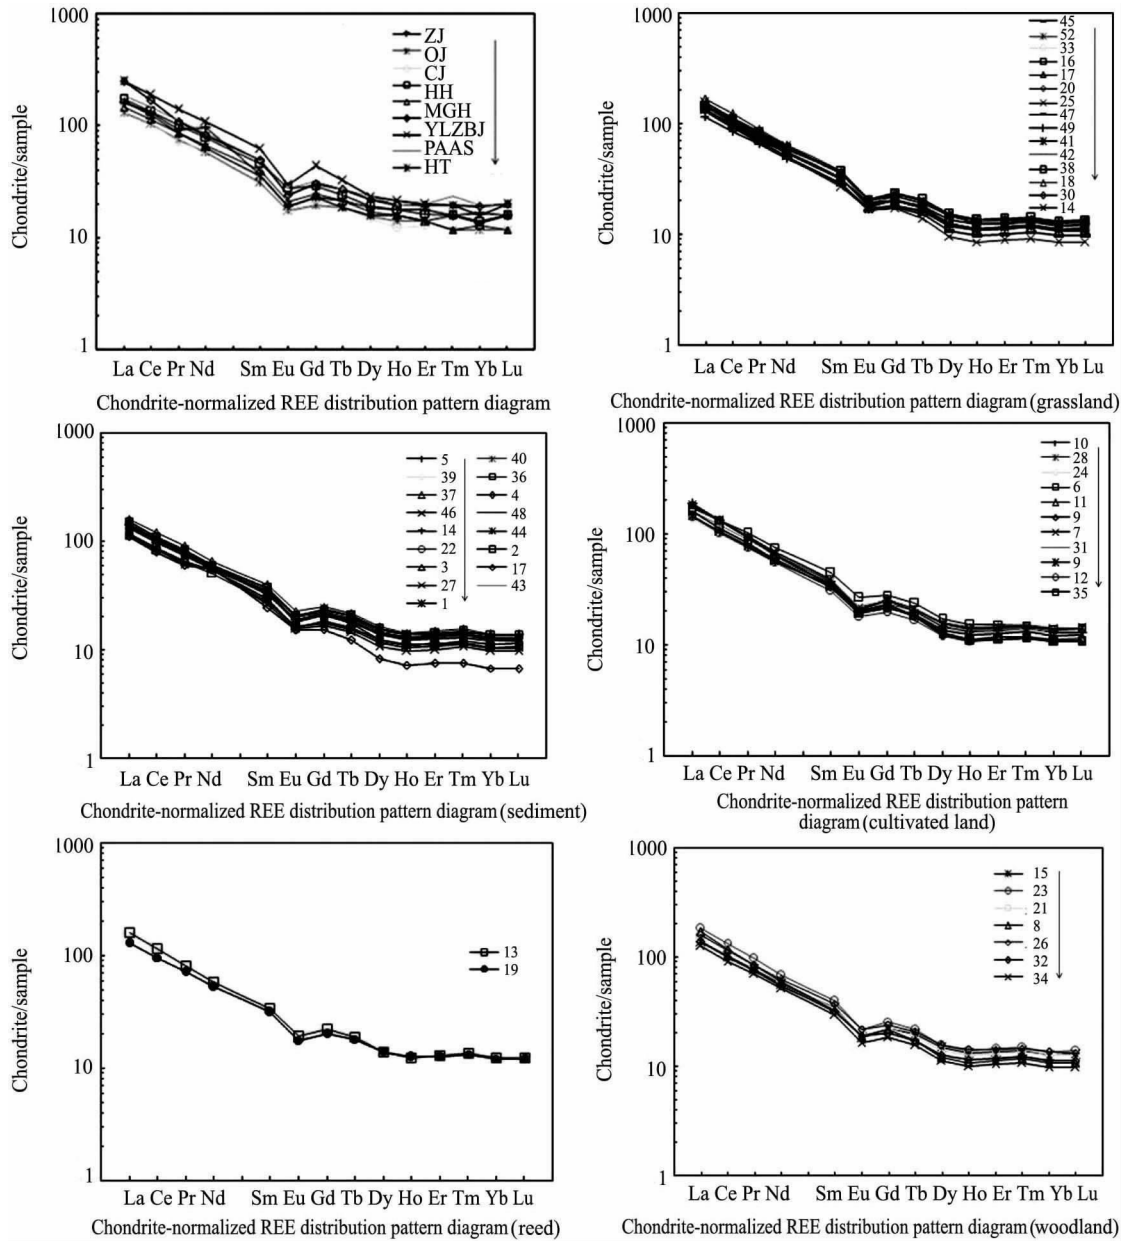 1000
100
10
1
Chondrite/sample
ZJ
OJ
CJ
HH
MGH
YLZBJ
PAAS
HT
La Ce Pr Nd Sm Eu Gd Tb Dy Ho Er Tm Yb Lu
Chondrite-normalized REE distribution pattern diagram
1000
100
10
1
Chondrite/sample
45
52
33
16
17
20
25
47
49
41
42
38
18
30
14
La Ce Pr Nd Sm Eu Gd Tb Dy Ho Er Tm Yb Lu
Chondrite-normalized REE distribution pattern diagram (grassland)
1000
100
10
1
Chondrite/sample
5 40
39 36
37 4
46 48
14 44
22 2
3 17
27 43
1
La Ce Pr Nd Sm Eu Gd Tb Dy Ho Er Tm Yb Lu
Chondrite-normalized REE distribution pattern diagram (sediment)
1000
100
10
1
Chondrite/sample
10
28
24
6
11
9
7
31
9
12
35
La Ce Pr Nd Sm Eu Gd Tb Dy Ho Er Tm Yb Lu
Chondrite-normalized REE distribution pattern
diagram (cultivated land)
1000
100
10
1
Chondrite/sample
13
19
La Ce Pr Nd Sm Eu Gd Tb Dy Ho Er Tm Yb Lu
Chondrite-normalized REE distribution pattern diagram (reed)
1000
100
10
1
Chondrite/sample
15
23
21
8
26
32
34
La Ce Pr Nd Sm Eu Gd Tb Dy Ho Er Tm Yb Lu
Chondrite-normalized REE distribution pattern diagram (woodland)